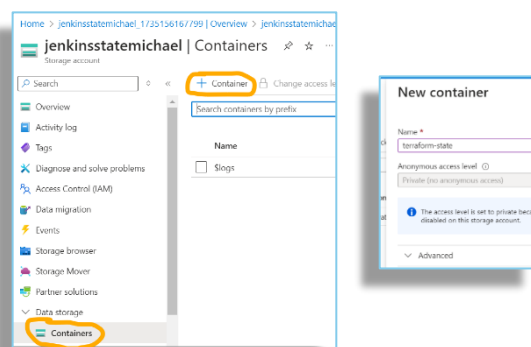 Home > jenkinsstatemichael_1735156167799 | Overview > jenkinsstatemichae
jenkinsstatemichael | Containers
Storage account
Search
+ Container
Change access le
Search containers by prefix
Overview
Activity log
Tags
Diagnose and solve problems
Access Control (IAM)
Data migration
Events
Storage browser
Storage Mover
Partner solutions
Data storage
Containers
Name
$logs
New container
Name *
terraform-state
Anonymous access level
Private (no anonymous access)
The access level is set to private beca
disabled on this storage account.
Advanced